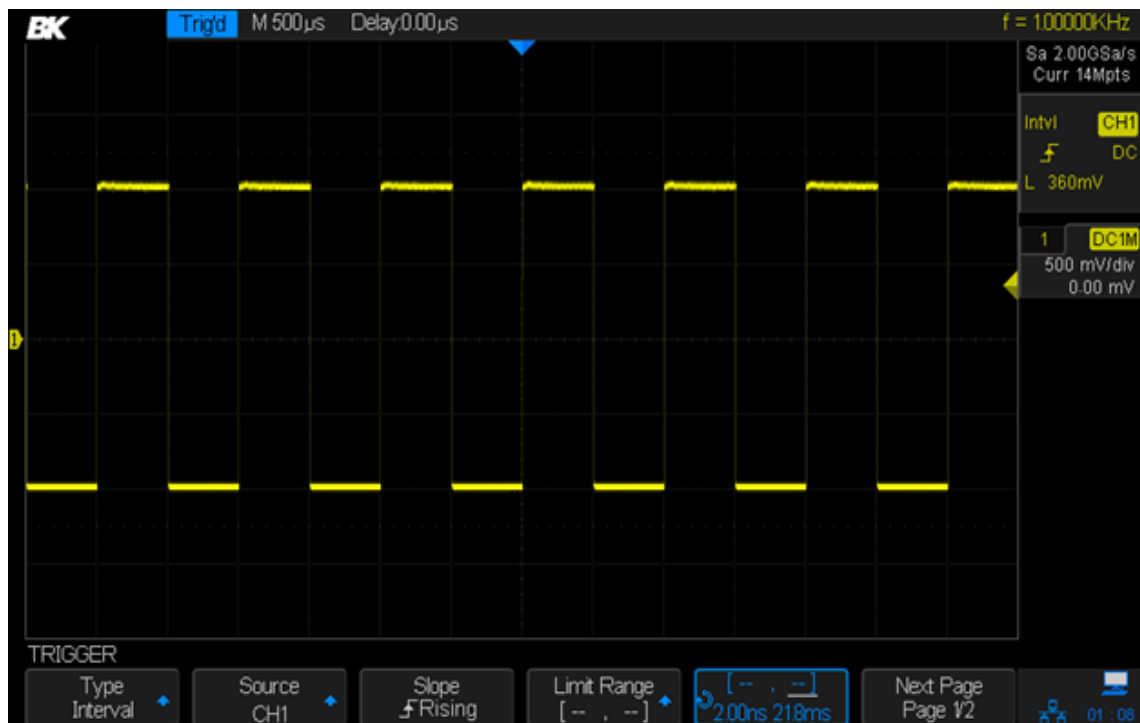 BK Trig'd M 500µs Delay:0.00µs f = 1.00000KHz
Sa 2.00GSa/s
Curr 14Mpts
Intvl CH1
DC
L 360mV
1 DC1M
500 mV/div
0.00 mV
1
TRIGGER
Type Source Slope Limit Range [-- , --] Next Page
Interval CH1 Rising [-- , --] 2.00ns 21.8ms Page 1/2 01:08